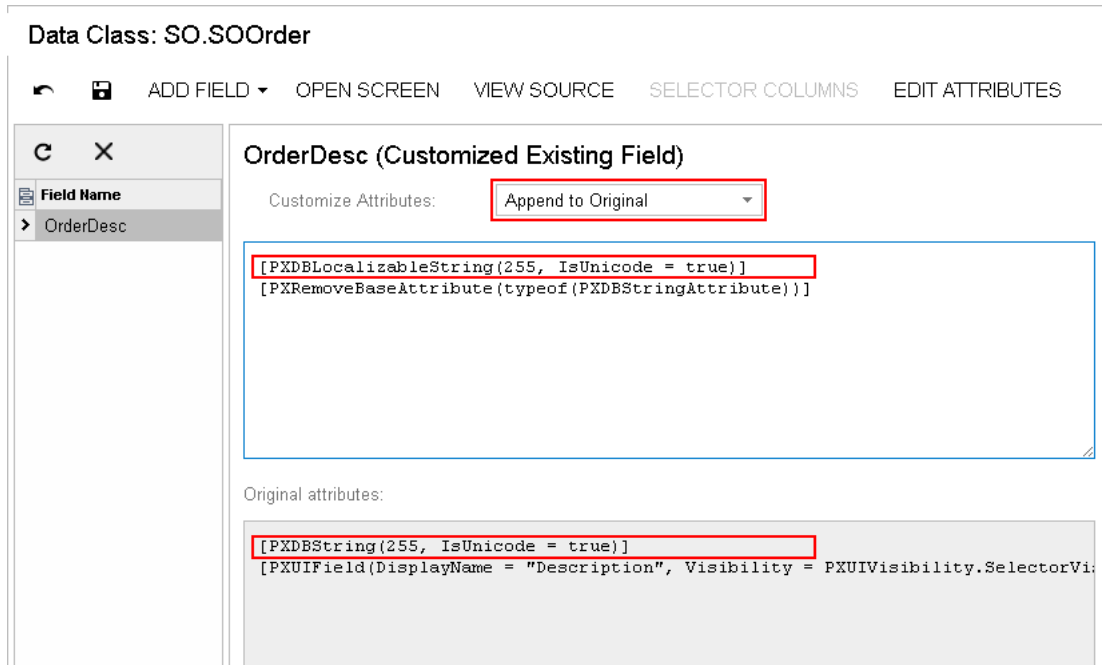 Data Class: SO.SOOrder
ADD FIELD OPEN SCREEN VIEW SOURCE SELECTOR COLUMNS EDIT ATTRIBUTES
OrderDesc (Customized Existing Field)
Field Name
Customize Attributes: Append to Original
OrderDesc
[PXDBLocalizableString(255, IsUnicode = true)]
[PXRemoveBaseAttribute(typeof(PXDBStringAttribute))]
Original attributes:
[PXDBString(255, IsUnicode = true)]
[PXUIField(DisplayName = "Description", Visibility = PXUIVisibility.SelectorVi